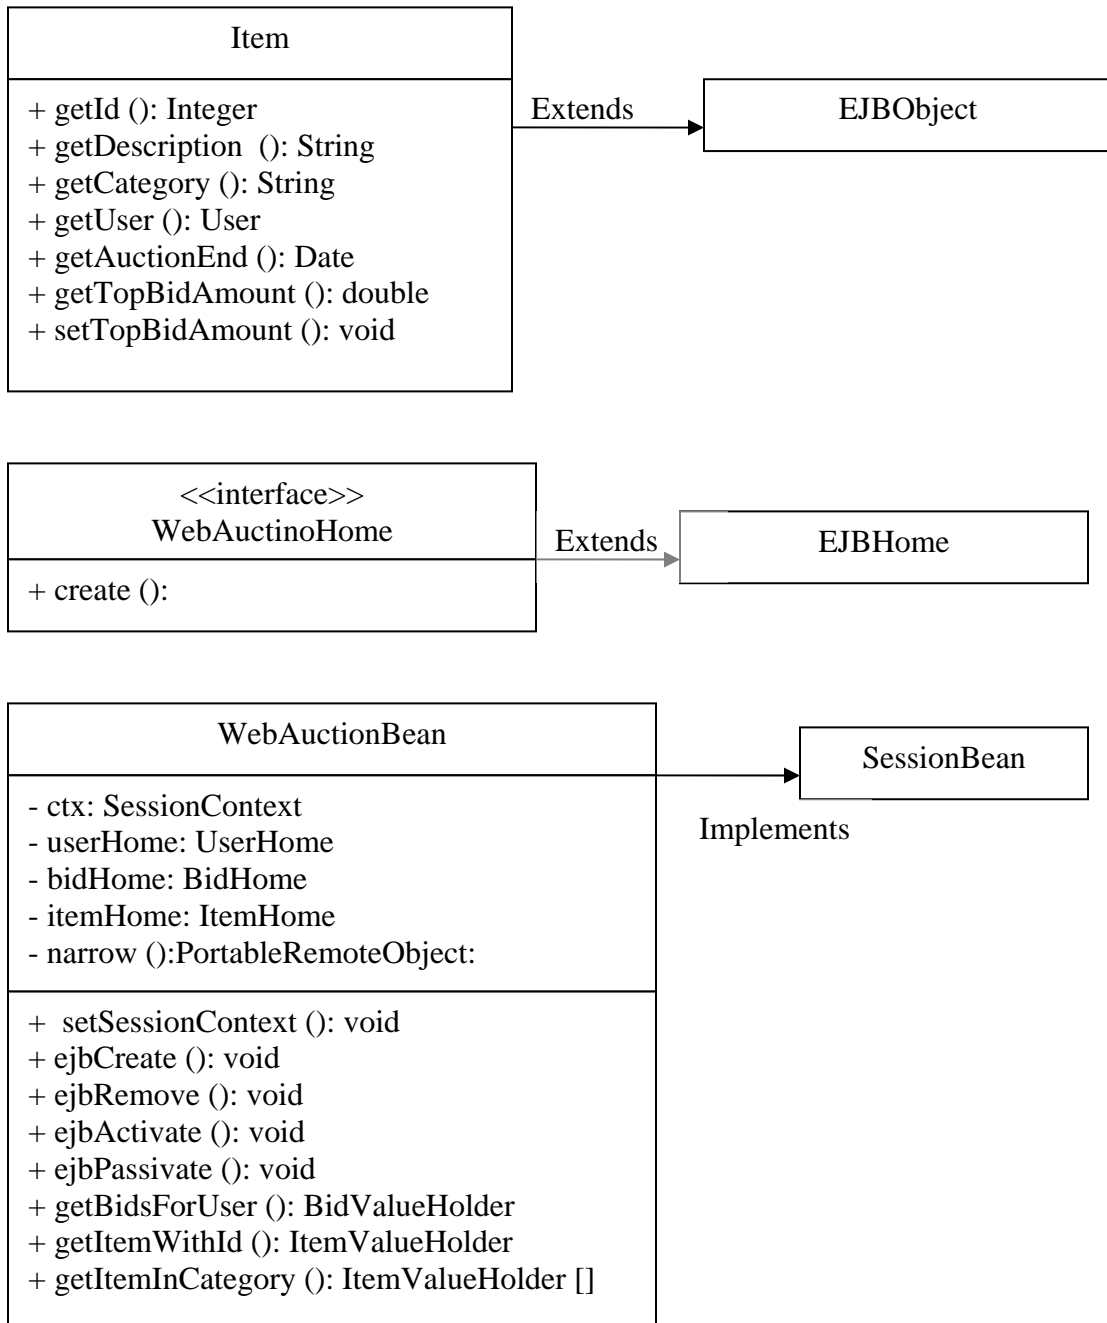 Item
+ getId (): Integer
+ getDescription  (): String
+ getCategory (): String
+ getUser (): User
+ getAuctionEnd (): Date
+ getTopBidAmount (): double
+ setTopBidAmount (): void
Extends
EJBObject
<<interface>>
WebAuctinoHome
+ create ():
Extends
EJBHome
WebAuctionBean
- ctx: SessionContext
- userHome: UserHome
- bidHome: BidHome
- itemHome: ItemHome
- narrow ():PortableRemoteObject:
+  setSessionContext (): void
+ ejbCreate (): void
+ ejbRemove (): void
+ ejbActivate (): void
+ ejbPassivate (): void
+ getBidsForUser (): BidValueHolder
+ getItemWithId (): ItemValueHolder
+ getItemInCategory (): ItemValueHolder []
SessionBean
Implements